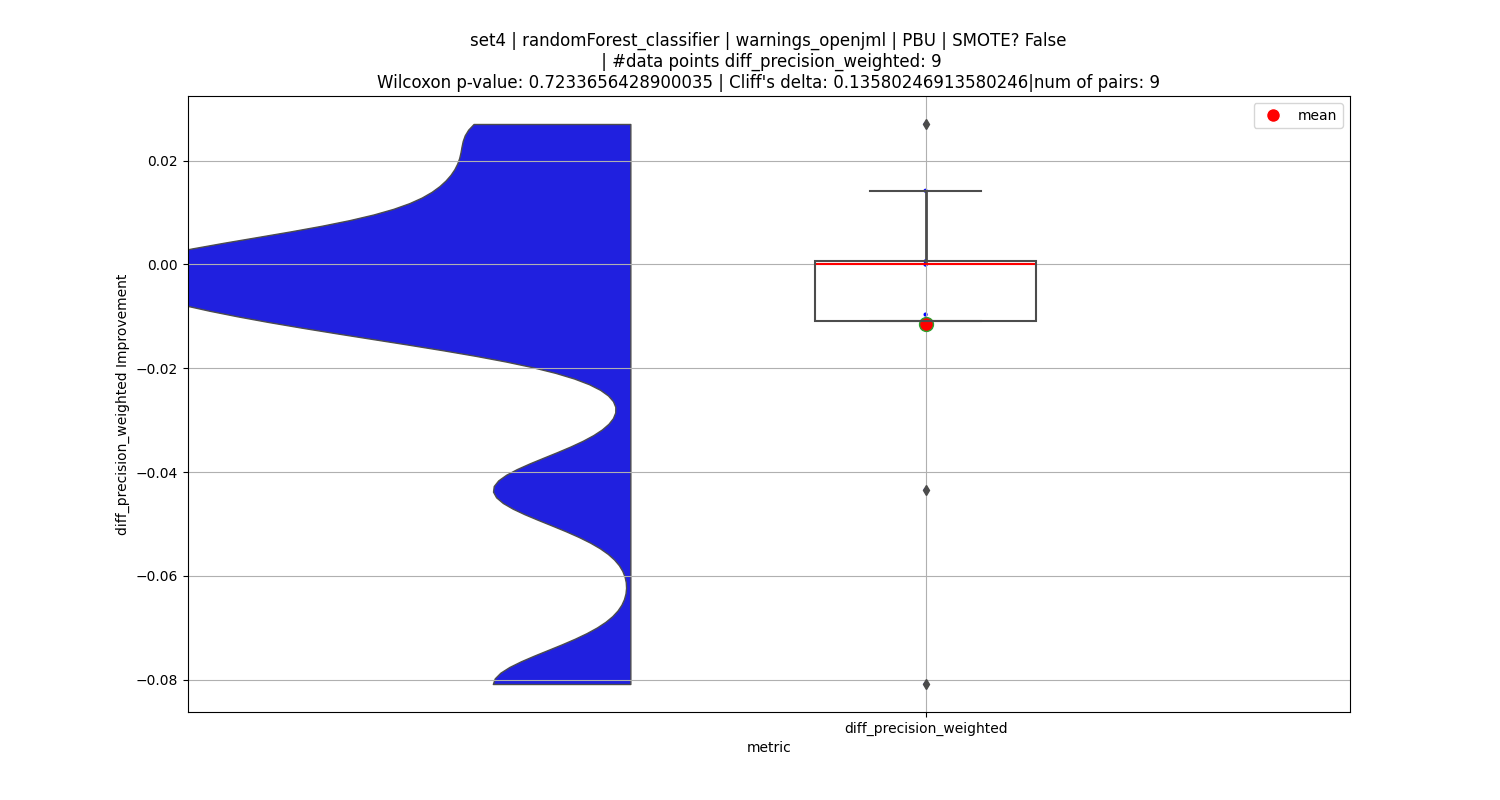 set4 | randomForest_classifier | warnings_openjml | PBU | SMOTE? False
| #data points diff_precision_weighted: 9
Wilcoxon p-value: 0.7233656428900035 | Cliff's delta: 0.13580246913580246|num of pairs: 9
mean
0.02
0.00
−0.02
−0.04
−0.06
−0.08
diff_precision_weighted Improvement
diff_precision_weighted
metric